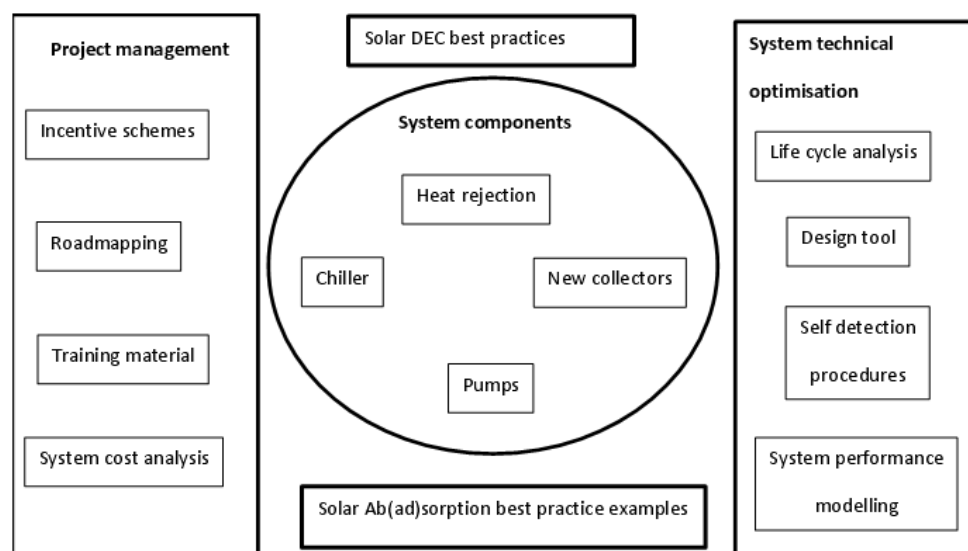 Project management
Incentive schemes
Roadmapping
Training material
System cost analysis
Solar DEC best practices
System components
Heat rejection
Chiller
New collectors
Pumps
Solar Ab(ad)sorption best practice examples
System technical
optimisation
Life cycle analysis
Design tool
Self detection
procedures
System performance
modelling